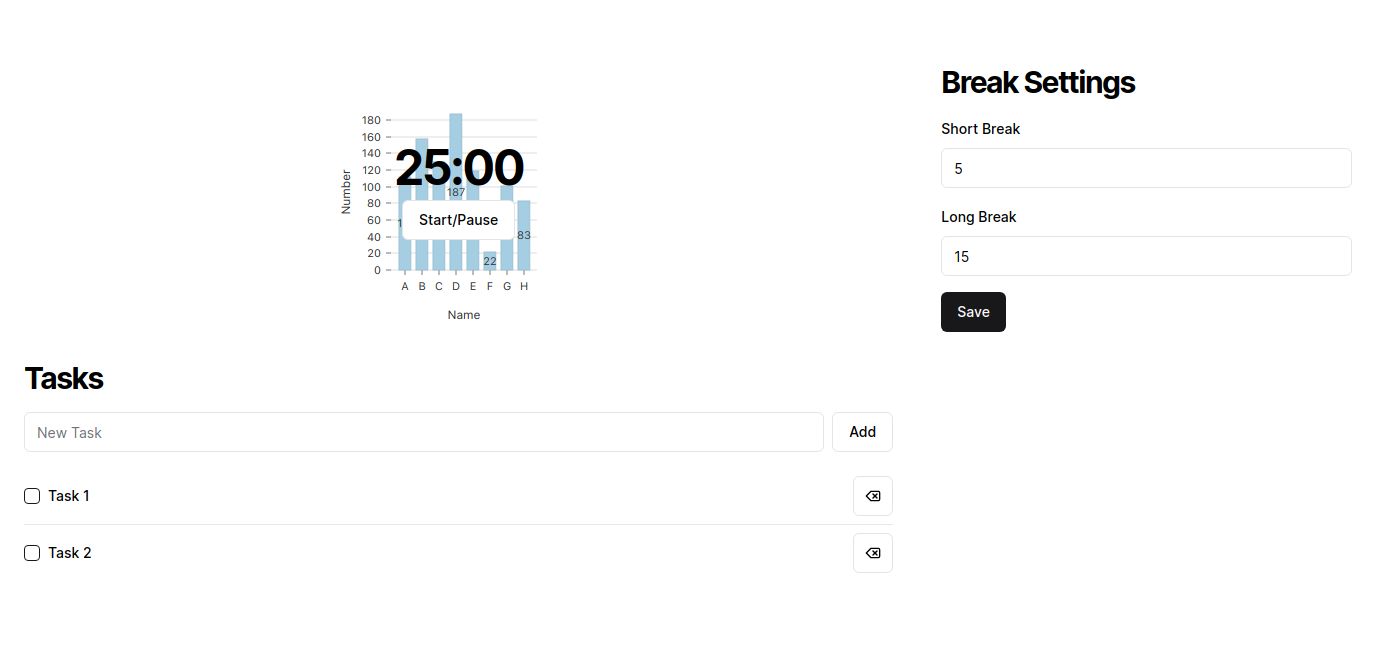 Break Settings
Short Break
5
Long Break
15
Save
180
160
140
120
100
80
60
40
20
0
Number
25:00
187
Start/Pause
83
22
A B C D E F G H
Name
Tasks
New Task
Add
Task 1
Task 2